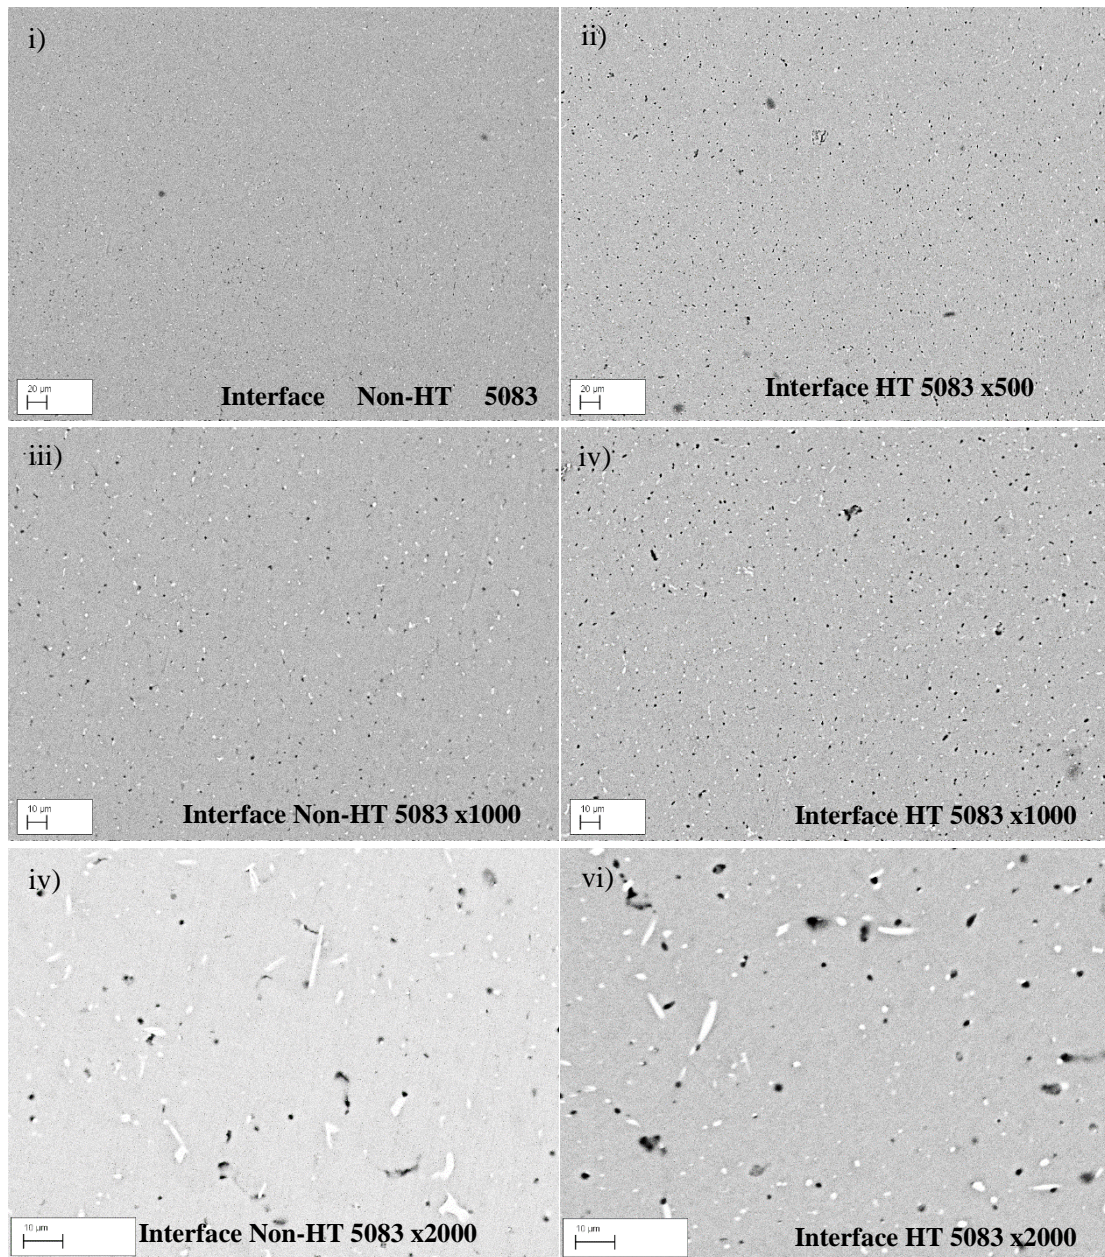 i)
20 µm
Interface Non-HT 5083
ii)
20 µm
Interface HT 5083 x500
iii)
10 µm
Interface Non-HT 5083 x1000
iv)
10 µm
Interface HT 5083 x1000
iv)
10 µm
Interface Non-HT 5083 x2000
vi)
10 µm
Interface HT 5083 x2000